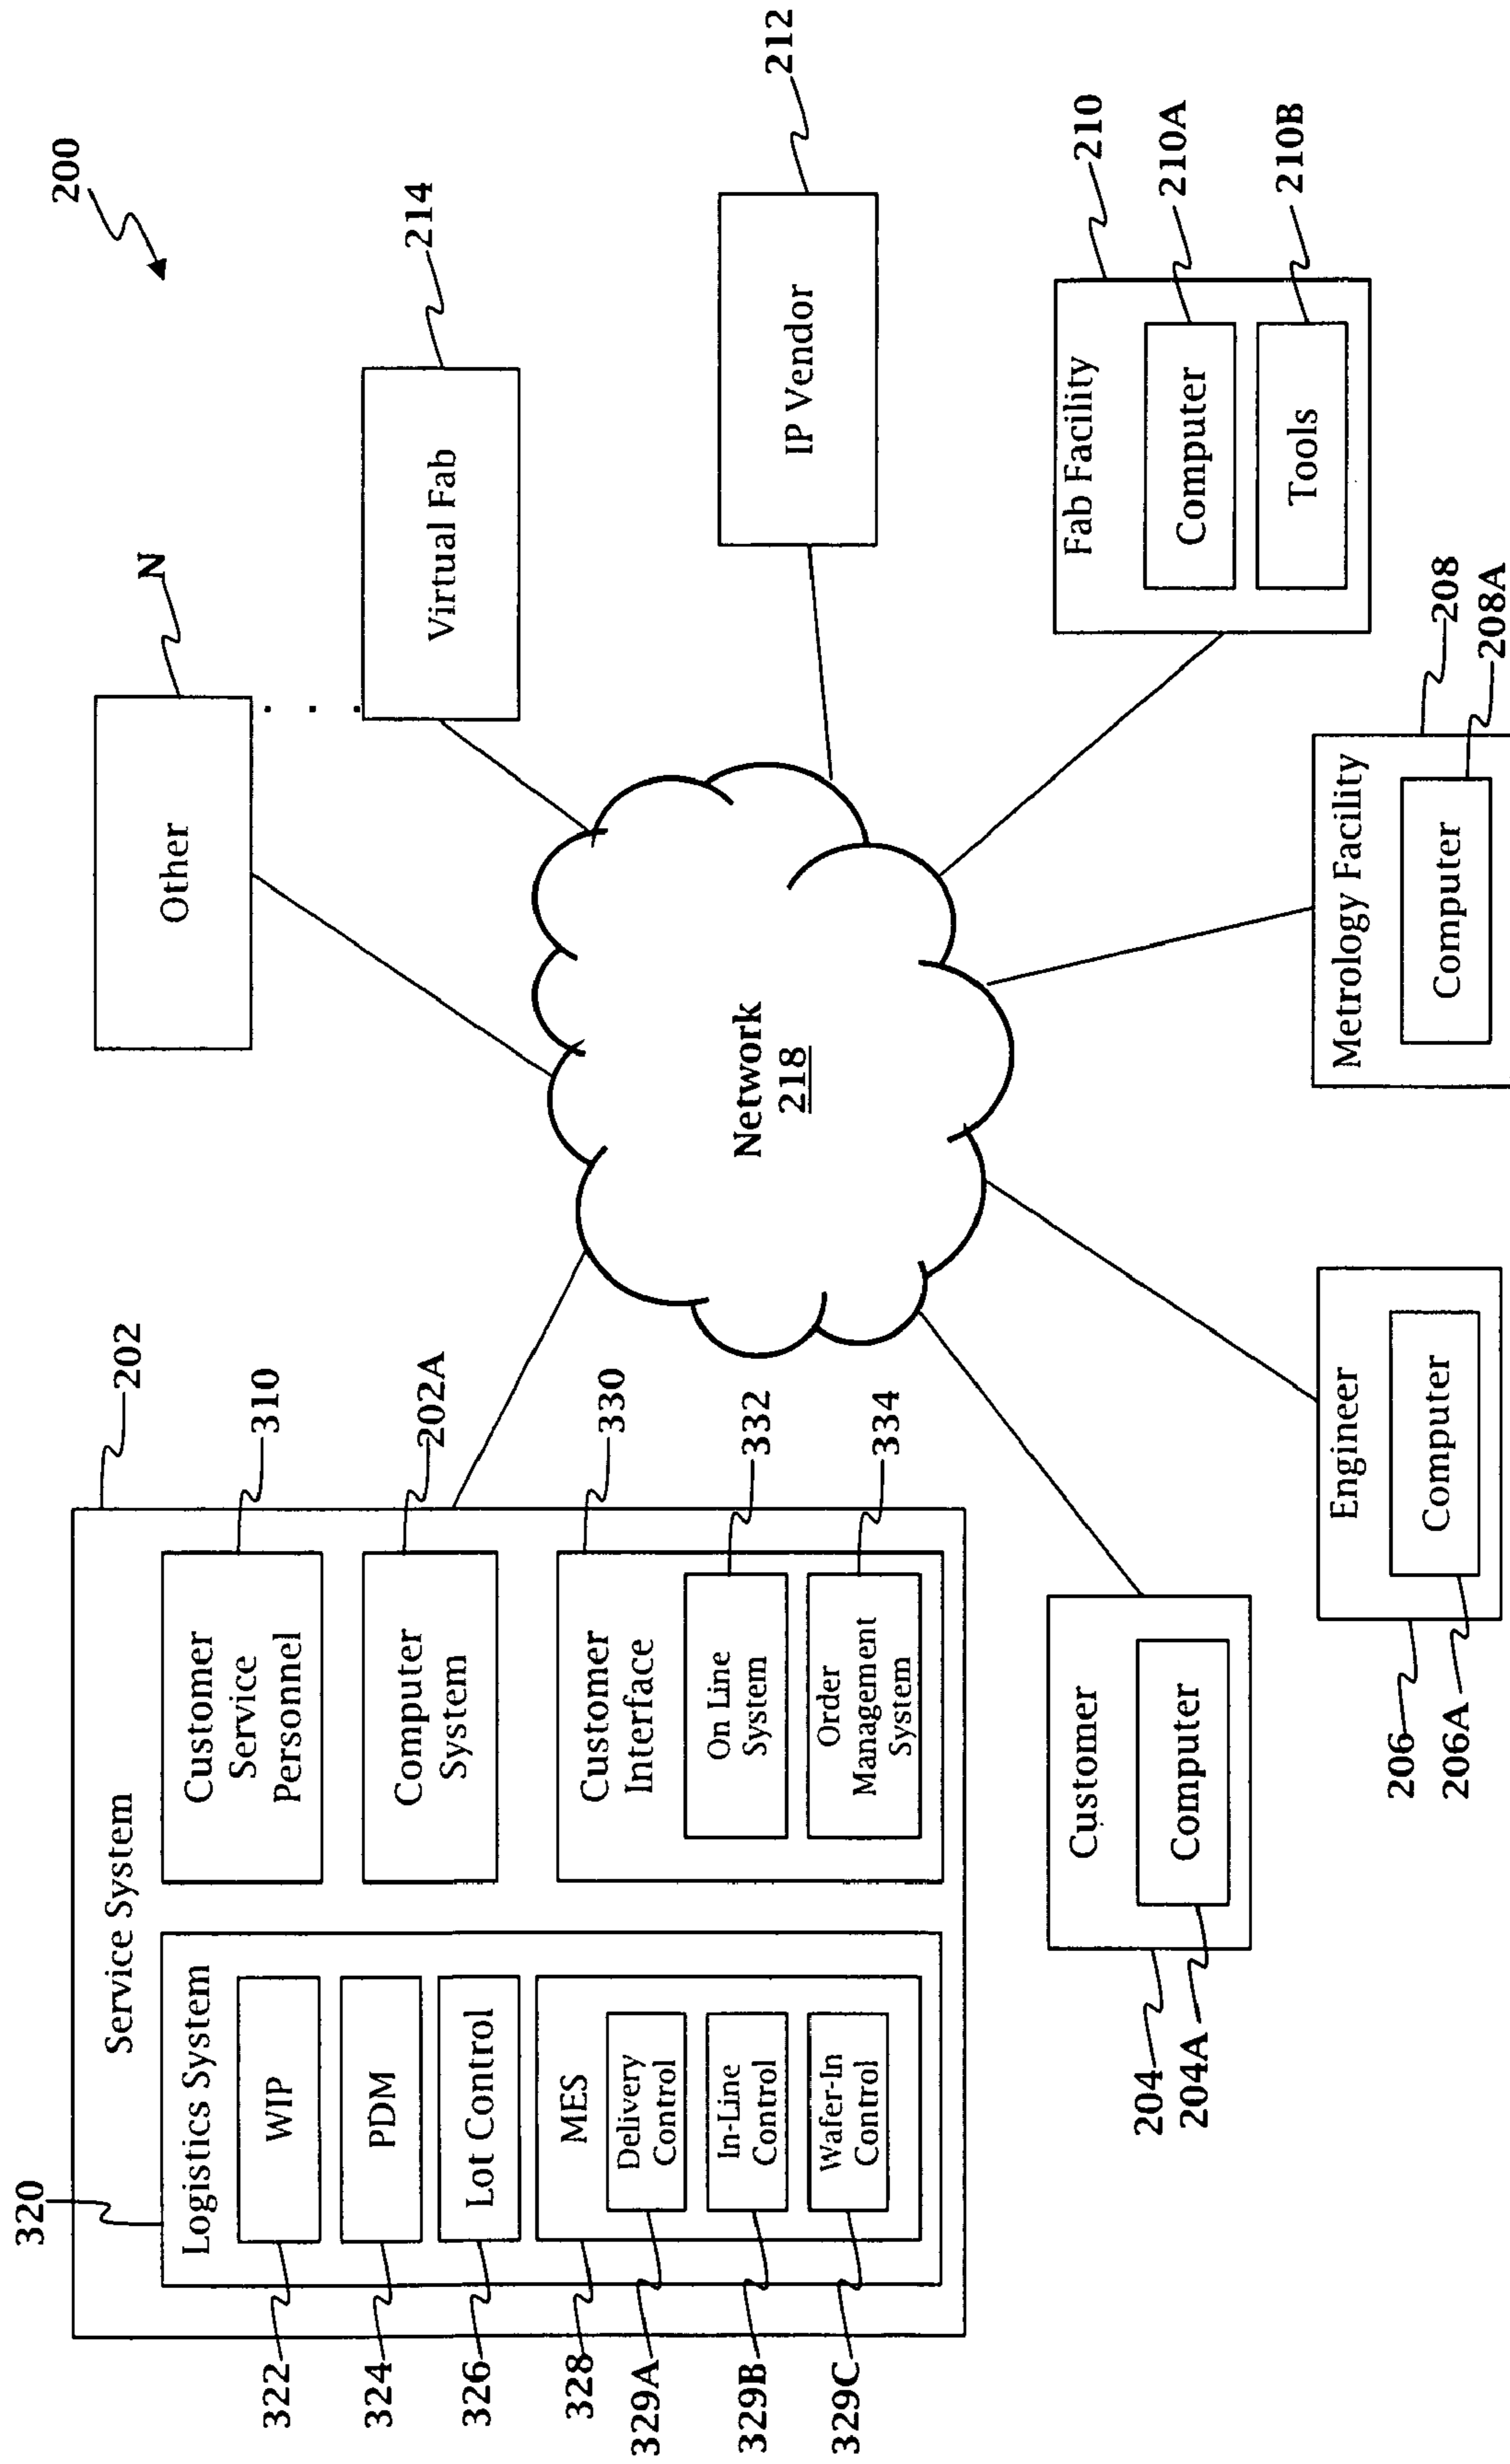 200
320
202
Service System
Logistics System
322
WIP
324
PDM
326
Lot Control
328
MES
329A
Delivery
Control
329B
In-Line
Control
329C
Wafer-In
Control
Customer
Service
Personnel
310
Computer
System
202A
Customer
Interface
330
On Line
System
332
Order
Management
System
334
Network
218
Other
N
. . .
Virtual Fab
214
IP Vendor
212
Fab Facility
210
Computer
210A
Tools
210B
Metrology Facility
208
Computer
208A
Engineer
206
Computer
206A
Customer
204
Computer
204A